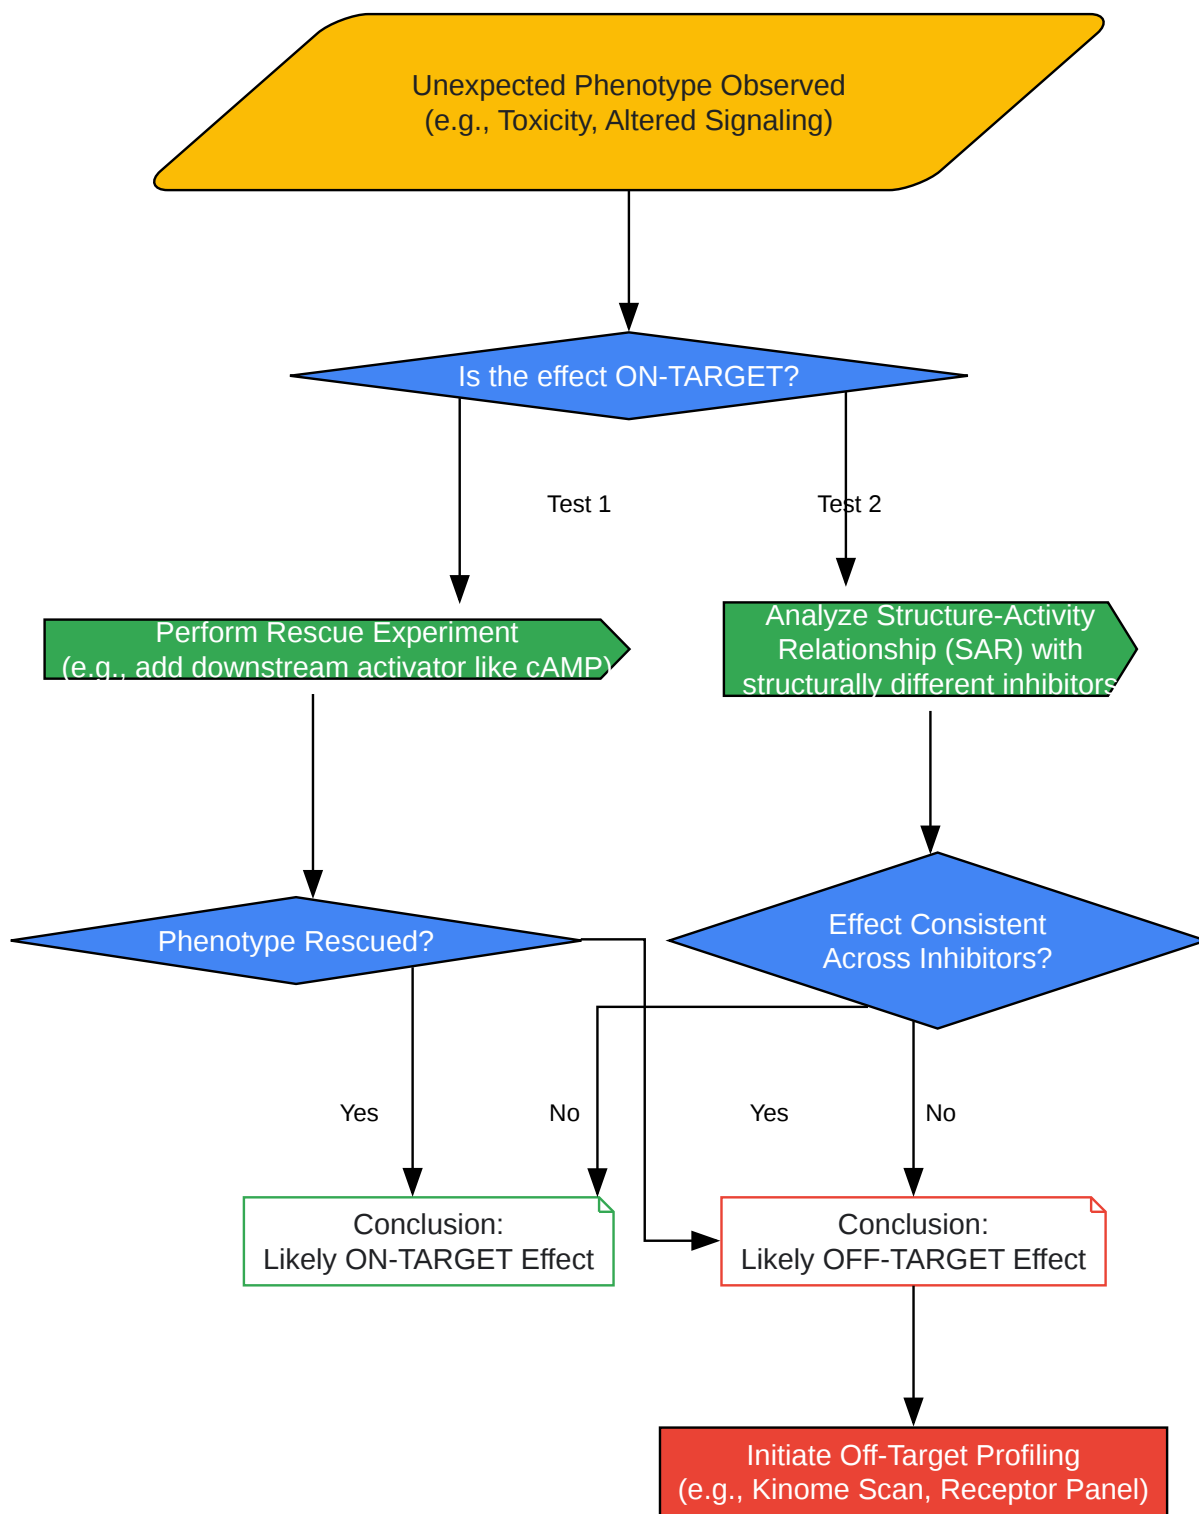 Unexpected Phenotype Observed
(e.g., Toxicity, Altered Signaling)
Is the effect ON-TARGET?
Test 1
Test 2
Perform Rescue Experiment
(e.g., add downstream activator like cAMP)
Analyze Structure-Activity
Relationship (SAR) with
structurally different inhibitors
Phenotype Rescued?
Effect Consistent
Across Inhibitors?
Yes
No
Yes
No
Conclusion:
Likely ON-TARGET Effect
Conclusion:
Likely OFF-TARGET Effect
Initiate Off-Target Profiling
(e.g., Kinome Scan, Receptor Panel)